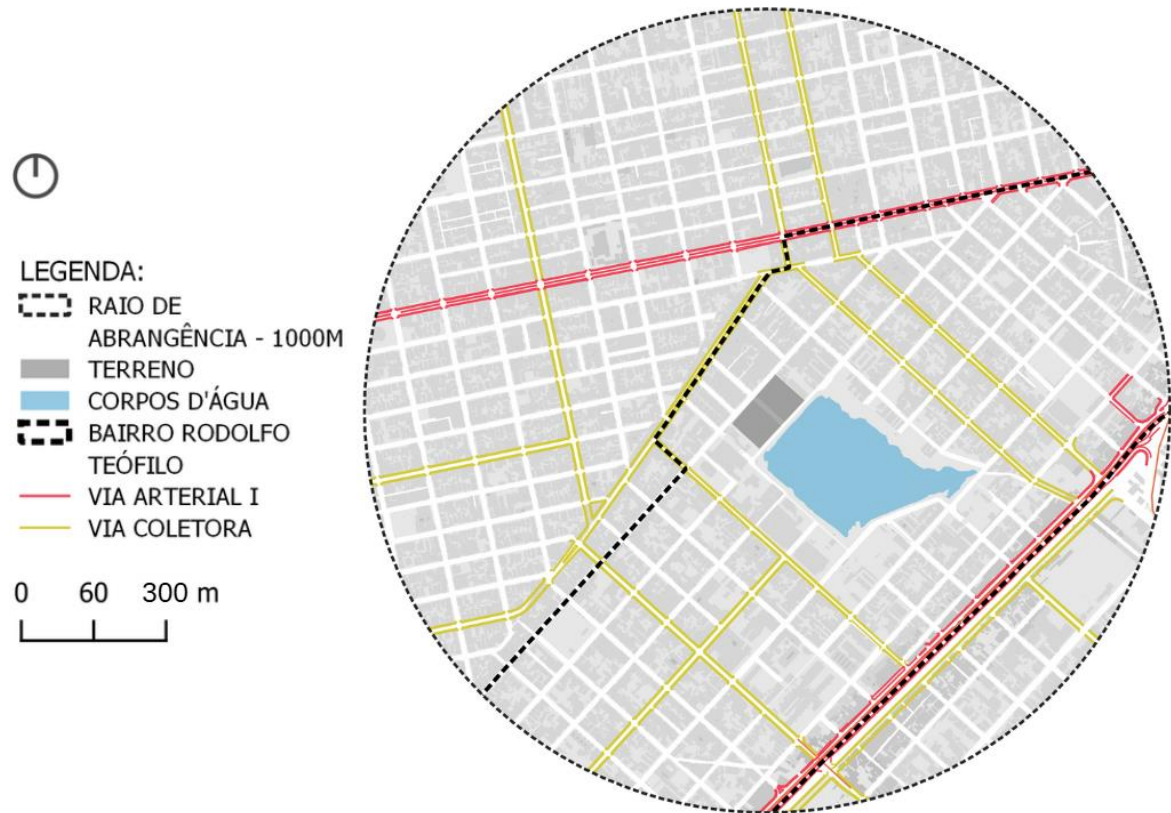 LEGENDA:
RAIO DE
ABRANGÊNCIA - 1000M
TERRENO
CORPOS D'ÁGUA
BAIRRO RODOLFO
TEÓFILO
VIA ARTERIAL I
VIA COLETORA
0 60 300 m